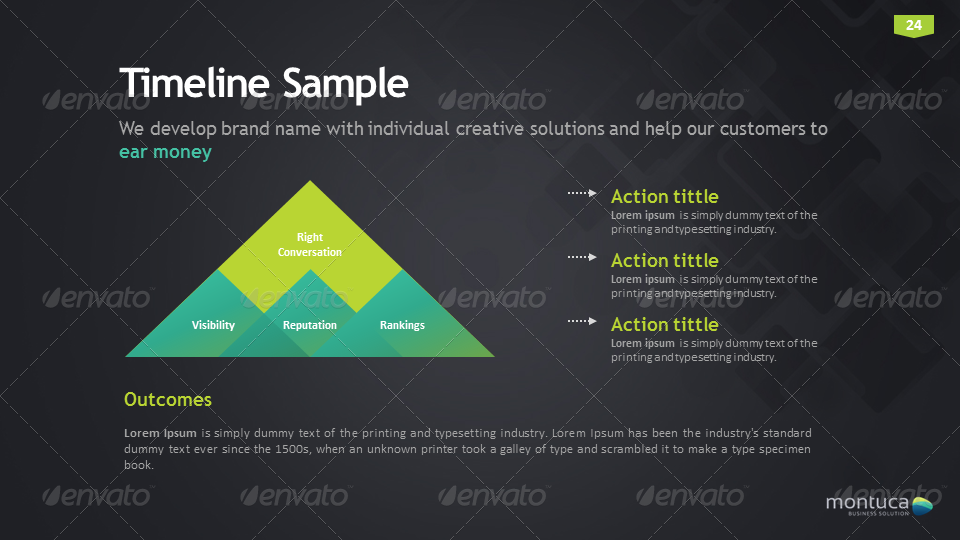 24
Timeline Sample
We develop brand name with individual creative solutions and help our customers to
ear money
Right
Conversation
Visibility
Reputation
Rankings
Action tittle
Lorem ipsum is simply dummy text of the
printing and typesetting industry.
Action tittle
Lorem ipsum is simply dummy text of the
printing and typesetting industry.
Action tittle
Lorem ipsum is simply dummy text of the
printing and typesetting industry.
Outcomes
Lorem Ipsum is simply dummy text of the printing and typesetting industry. Lorem Ipsum has been the industry's standard
dummy text ever since the 1500s, when an unknown printer took a galley of type and scrambled it to make a type specimen
book.
montuca
BUSINESS SOLUTION
envato envato envato envato envato
envato envato envato envato envato
envato envato envato envato envato